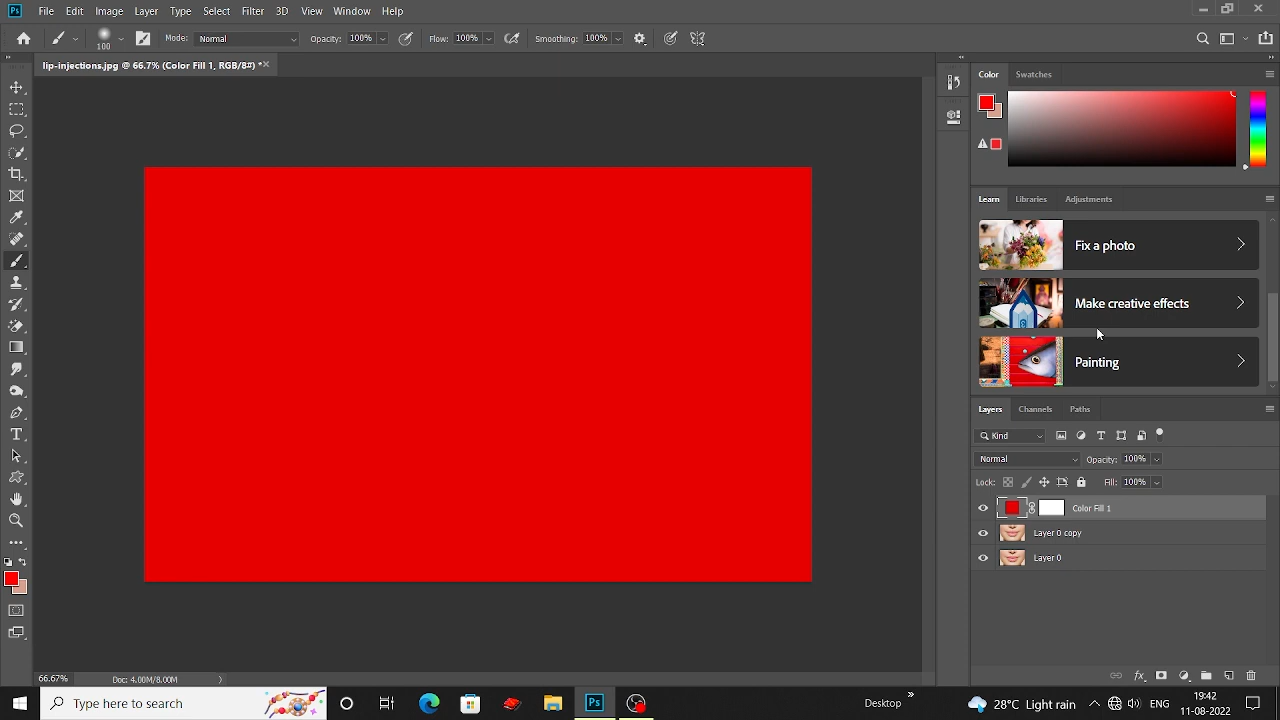 Ps File Edit Image Layer Type Select Filter 3D View Window Help
100 Mode: Normal Opacity: 100% Flow: 100% Smoothing: 100%
lip-injections.jpg @ 66.7% (Color Fill 1, RGB/8#) *
Color Swatches
Learn Libraries Adjustments
Fix a photo
Make creative effects
Painting
Layers Channels Paths
Kind
Normal Opacity: 100%
Lock: Fill: 100%
Color Fill 1
Layer 0 copy
Layer 0
66.67% Doc: 4.00M/8.00M
Type here to search Ps Desktop 28°C Light rain ENG 19:42
11-08-2022